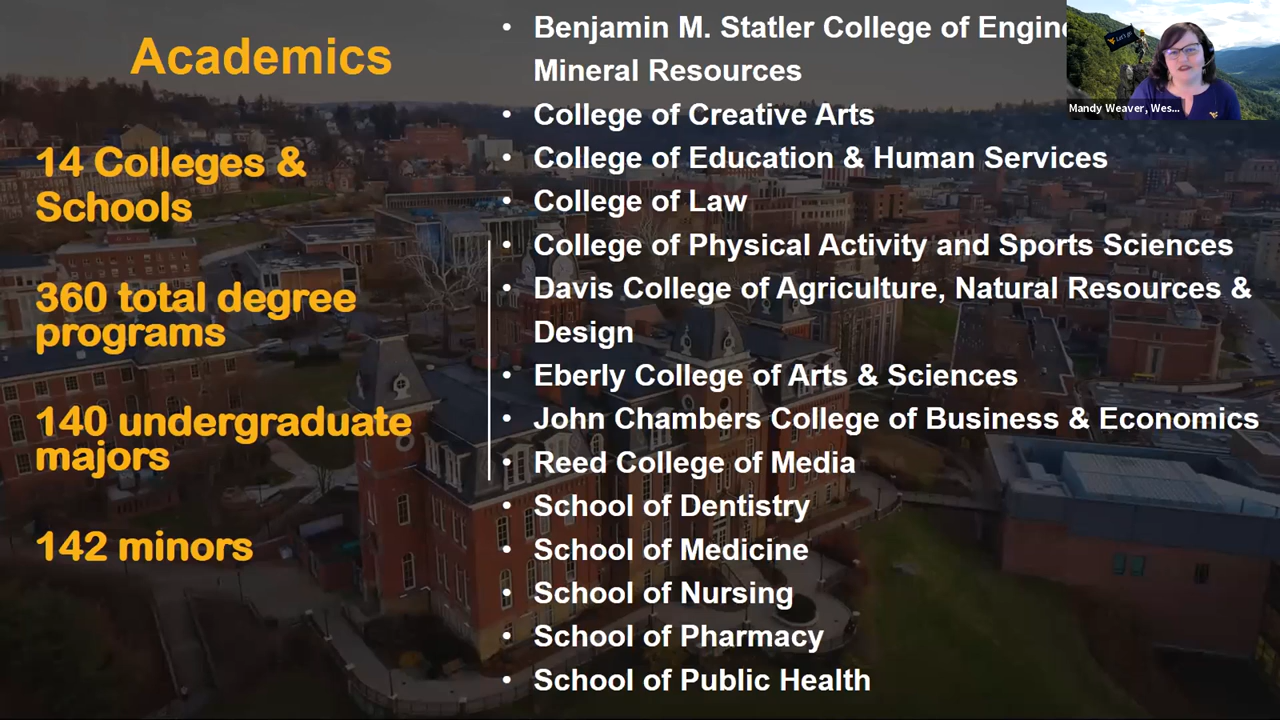 Academics
14 Colleges &
Schools
360 total degree
programs
140 undergraduate
majors
142 minors
• Benjamin M. Statler College of Engine
Mineral Resources
• College of Creative Arts
• College of Education & Human Services
• College of Law
• College of Physical Activity and Sports Sciences
• Davis College of Agriculture, Natural Resources &
Design
• Eberly College of Arts & Sciences
• John Chambers College of Business & Economics
• Reed College of Media
• School of Dentistry
• School of Medicine
• School of Nursing
• School of Pharmacy
• School of Public Health
Let's go
Mandy Weaver, Wes...